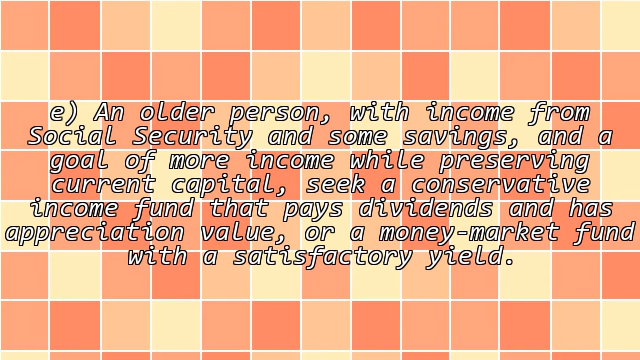 e) An older person, with income from
Social Security and some savings, and a
goal of more income while preserving
current capital, seek a conservative
income fund that pays dividends and has
appreciation value, or a money-market fund
with a satisfactory yield.